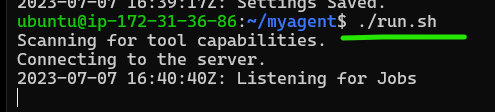 2023-07-07 16:39:17Z: Settings Saved.
ubuntu@ip-172-31-36-86:~/myagent$ ./run.sh
Scanning for tool capabilities.
Connecting to the server.
2023-07-07 16:40:40Z: Listening for Jobs